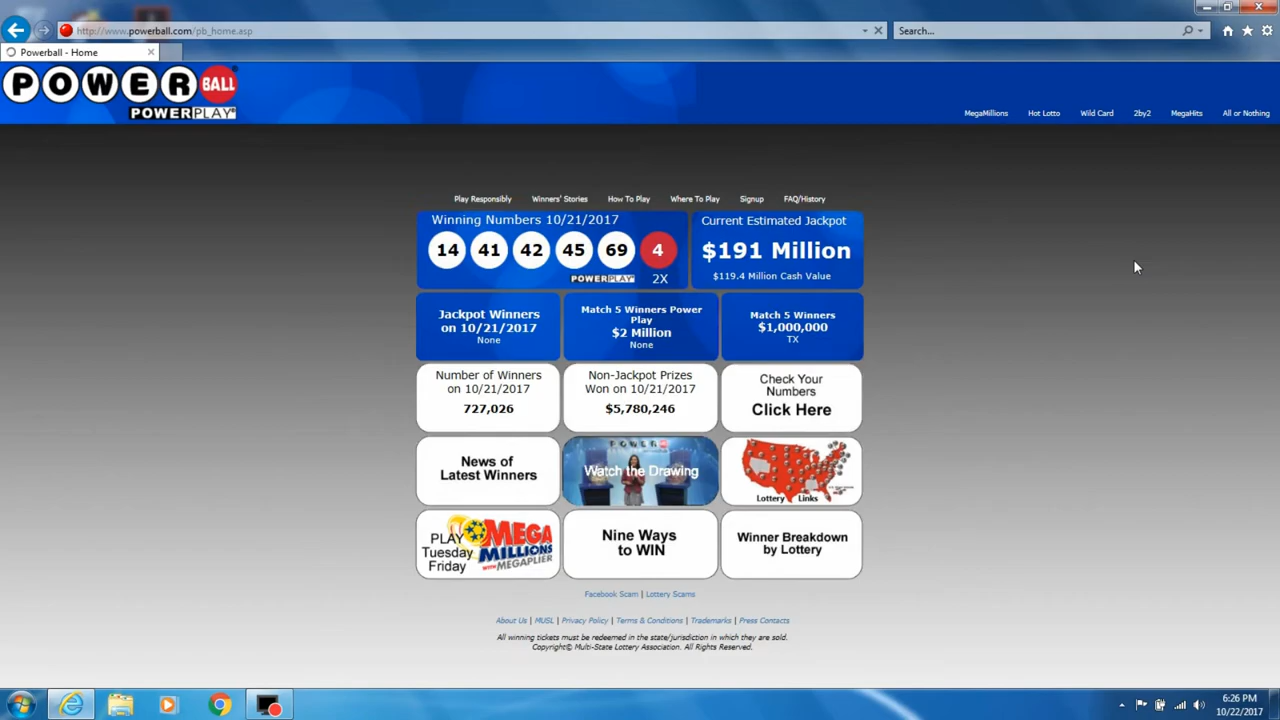 http://www.powerball.com/pb_home.asp
Search...
Powerball - Home
POWER BALL
POWERPLAY®
MegaMillions Hot Lotto Wild Card 2by2 MegaHits All or Nothing
Play Responsibly Winners' Stories How To Play Where To Play Signup FAQ/History
Winning Numbers 10/21/2017
14 41 42 45 69 4
POWERPLAY 2X
Current Estimated Jackpot
$191 Million
$119.4 Million Cash Value
Jackpot Winners
on 10/21/2017
None
Match 5 Winners Power
Play
$2 Million
None
Match 5 Winners
$1,000,000
TX
Number of Winners
on 10/21/2017
727,026
Non-Jackpot Prizes
Won on 10/21/2017
$5,780,246
Check Your
Numbers
Click Here
News of
Latest Winners
POWER
Watch the Drawing
Lottery Links
PLAY
Tuesday
Friday
MEGA
MILLIONS
WITH MEGAPLIER
Nine Ways
to WIN
Winner Breakdown
by Lottery
Facebook Scam | Lottery Scams
About Us | MUSL | Privacy Policy | Terms & Conditions | Trademarks | Press Contacts
All winning tickets must be redeemed in the state/jurisdiction in which they are sold.
Copyright© Multi-State Lottery Association. All Rights Reserved.
6:26 PM
10/22/2017